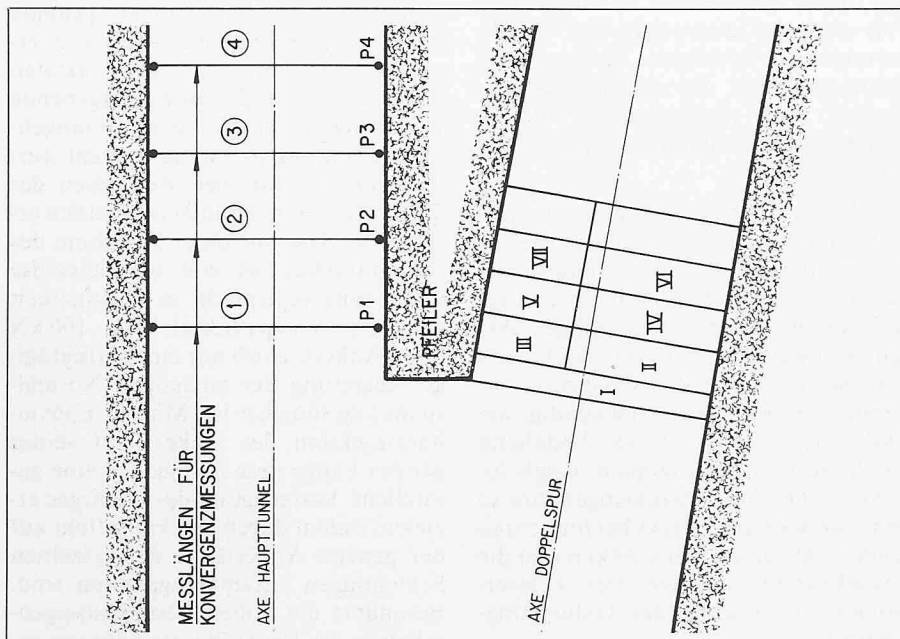 MESSLÄNGEN FÜR
KONVERGENZMESSUNGEN
AXE HAUPTTUNNEL
1
2
3
4
P1
P2
P3
P4
PFEILER
III
V
VII
I
II
IV
VI
AXE DOPPELSPUR